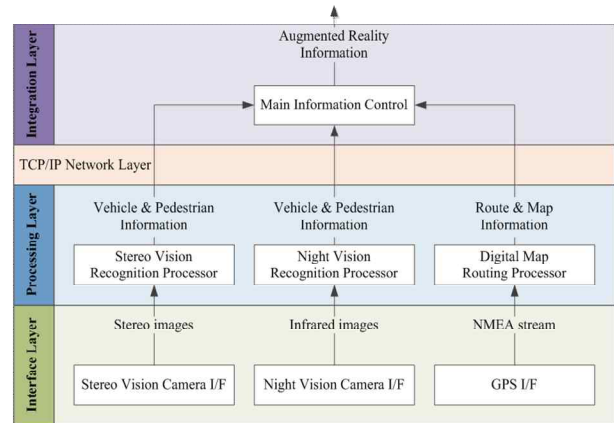 Integration Layer
Augmented Reality
Information
Main Information Control
TCP/IP Network Layer
Processing Layer
Vehicle & Pedestrian
Information
Vehicle & Pedestrian
Information
Route & Map
Information
Stereo Vision
Recognition Processor
Night Vision
Recognition Processor
Digital Map
Routing Processor
Interface Layer
Stereo images
Infrared images
NMEA stream
Stereo Vision Camera I/F
Night Vision Camera I/F
GPS I/F